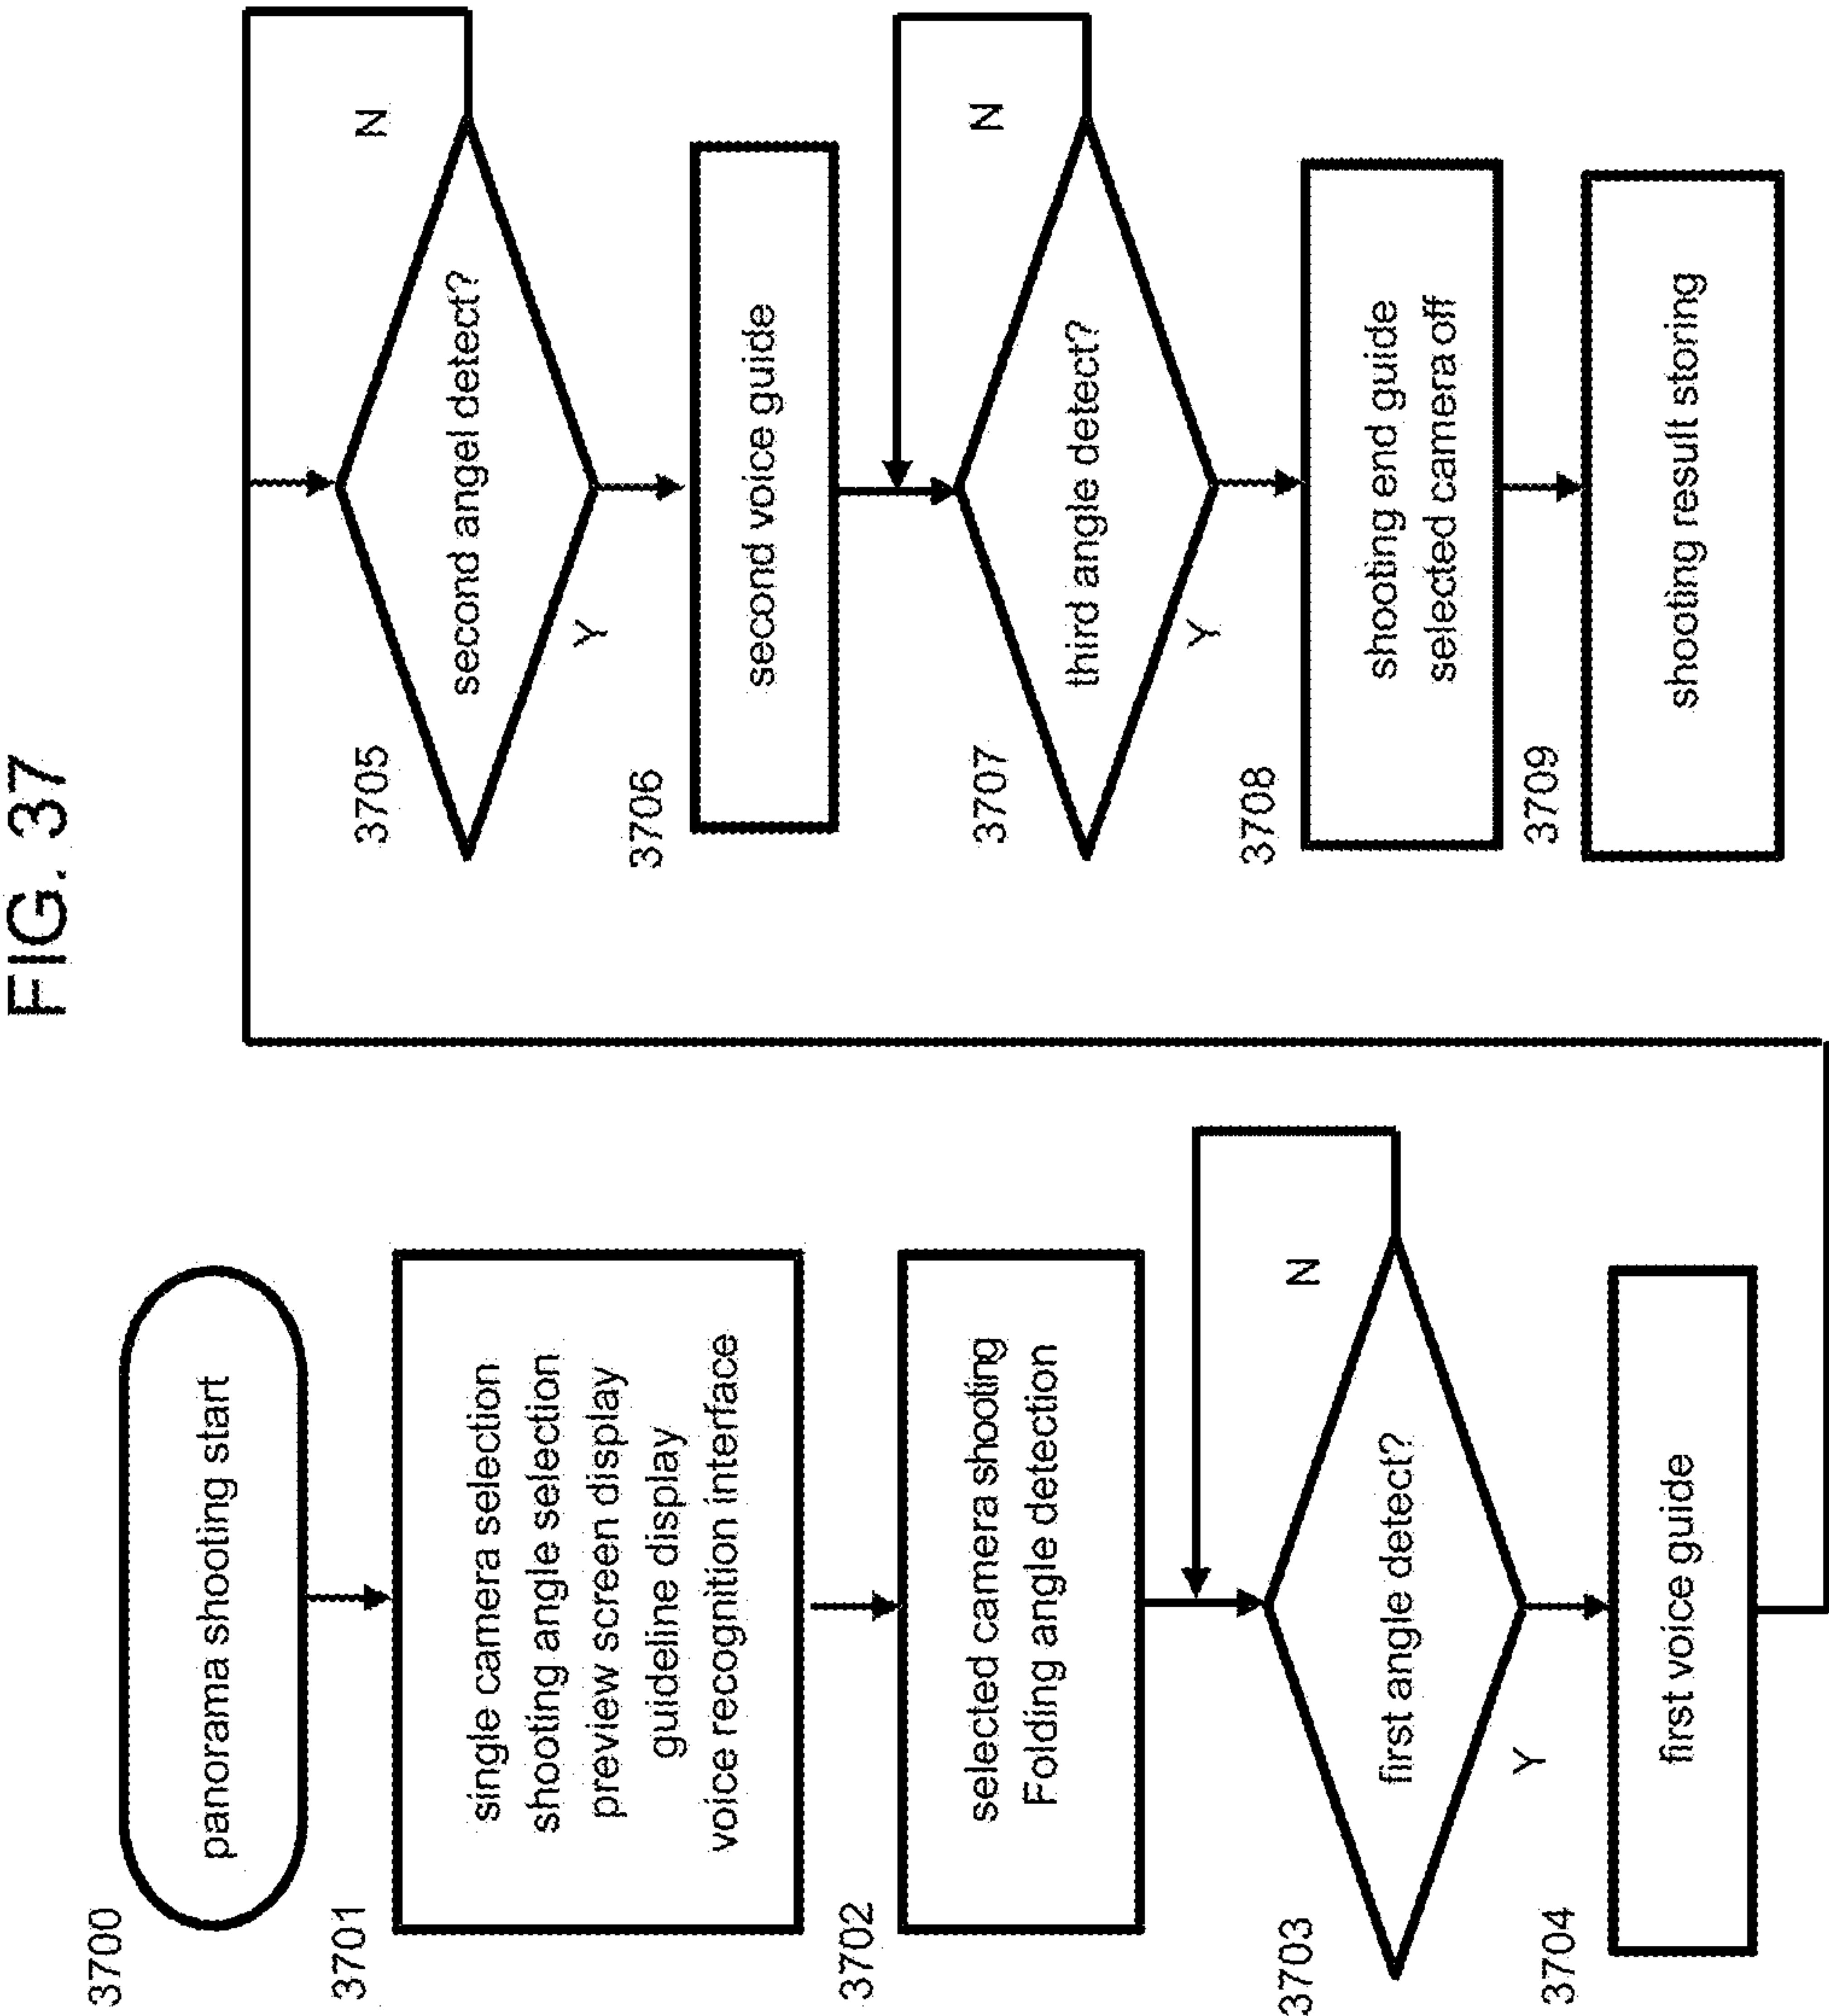 FIG. 37
3700
panorama shooting start
3701
single camera selection
shooting angle selection
preview screen display
guideline display
voice recognition interface
3702
selected camera shooting
Folding angle detection
3703
first angle detect?
N
Y
3704
first voice guide
3705
second angel detect?
N
Y
3706
second voice guide
3707
third angle detect?
N
Y
3708
shooting end guide
selected camera off
3709
shooting result storing